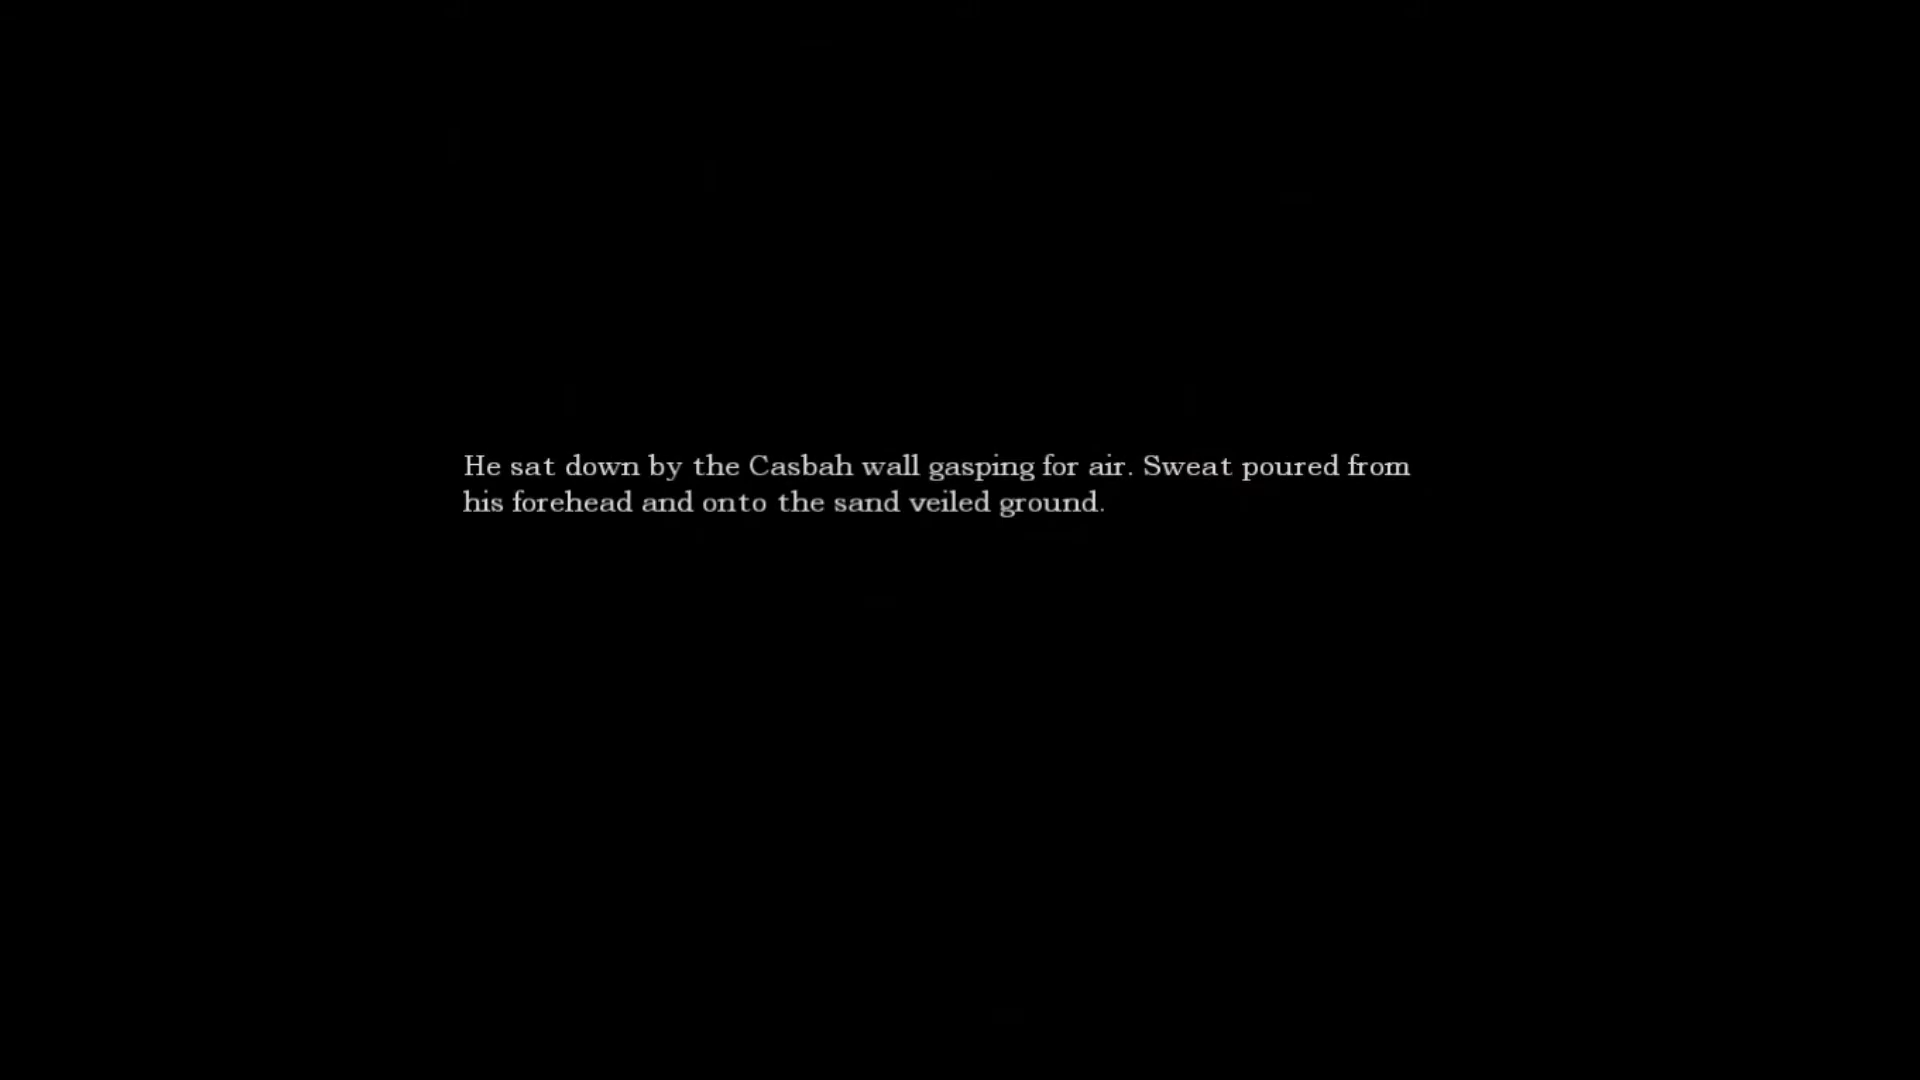 He sat down by the Casbah wall gasping for air. Sweat poured from
his forehead and onto the sand veiled ground.